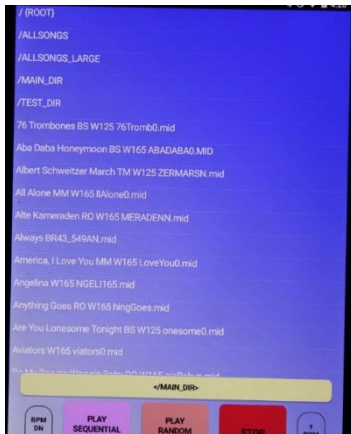 4:20
/ {ROOT}
/ALLSONGS
/ALLSONGS_LARGE
/MAIN_DIR
/TEST_DIR
76 Trombones BS W125 76Tromb0.mid
Aba Daba Honeymoon BS W165 ABADABA0.MID
Albert Schweitzer March TM W125 ZERMARSN.mid
All Alone MM W165 llAlone0.mid
Alte Kameraden RO W165 MERADENN.mid
Always BR43_549AN.mid
America, I Love You MM W165 LoveYou0.mid
Angelina W165 NGELI165.mid
Anything Goes RO W165 hingGoes.mid
Are You Lonesome Tonight BS W125 onesome0.mid
Aviators W165 viators0.mid
</MAIN_DIR>
BPM
DN
PLAY
SEQUENTIAL
PLAY
RANDOM
STOP